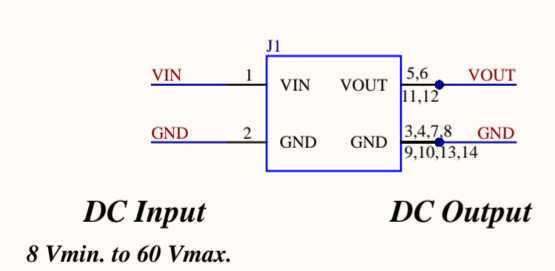 J1
VIN 1 VIN VOUT 5,6 VOUT
11,12
GND 2 GND GND 3,4,7,8 GND
9,10,13,14
DC Input DC Output
8 Vmin. to 60 Vmax.